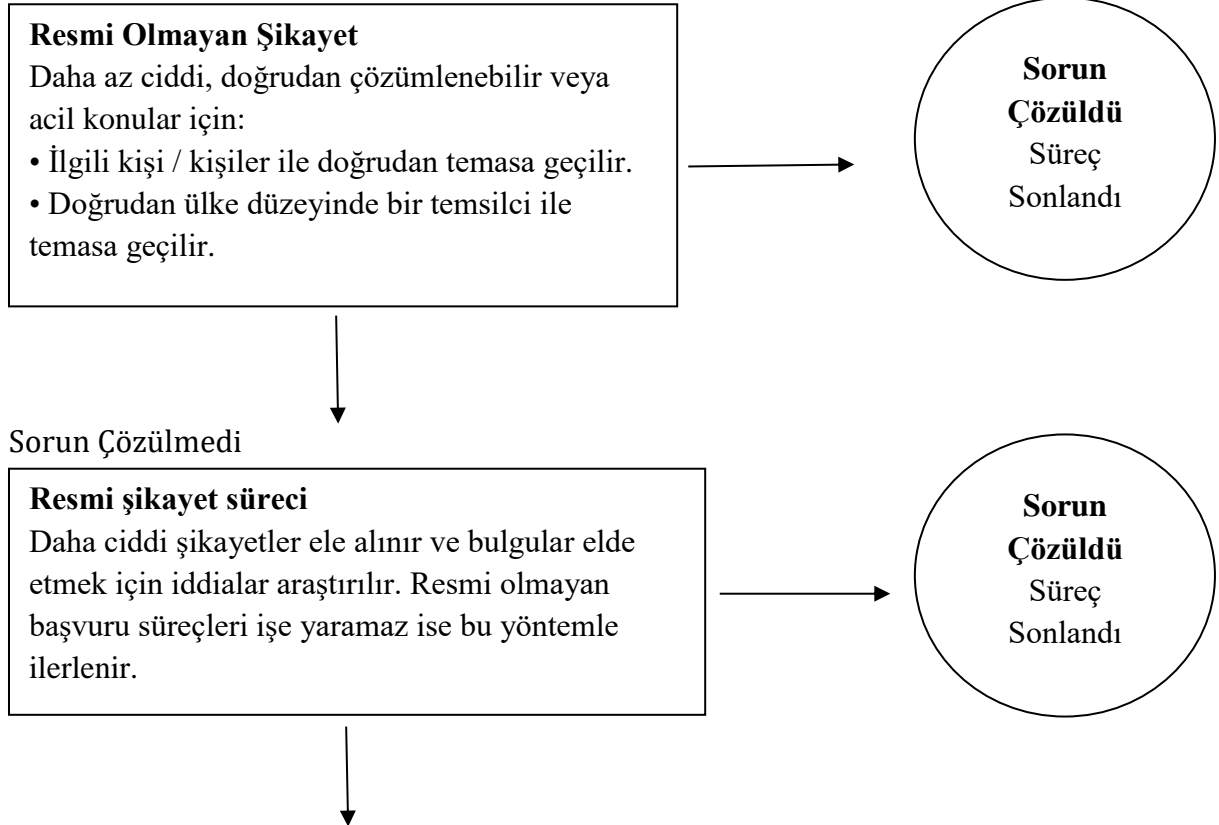 Resmi Olmayan Şikayet
Daha az ciddi, doğrudan çözümlenebilir veya
acil konular için:
• İlgili kişi / kişiler ile doğrudan temasa geçilir.
• Doğrudan ülke düzeyinde bir temsilci ile
temasa geçilir.
Sorun
Çözüldü
Süreç
Sonlandı
Sorun Çözülmedi
Resmi şikayet süreci
Daha ciddi şikayetler ele alınır ve bulgular elde
etmek için iddialar araştırılır. Resmi olmayan
başvuru süreçleri işe yaramaz ise bu yöntemle
ilerlenir.
Sorun
Çözüldü
Süreç
Sonlandı